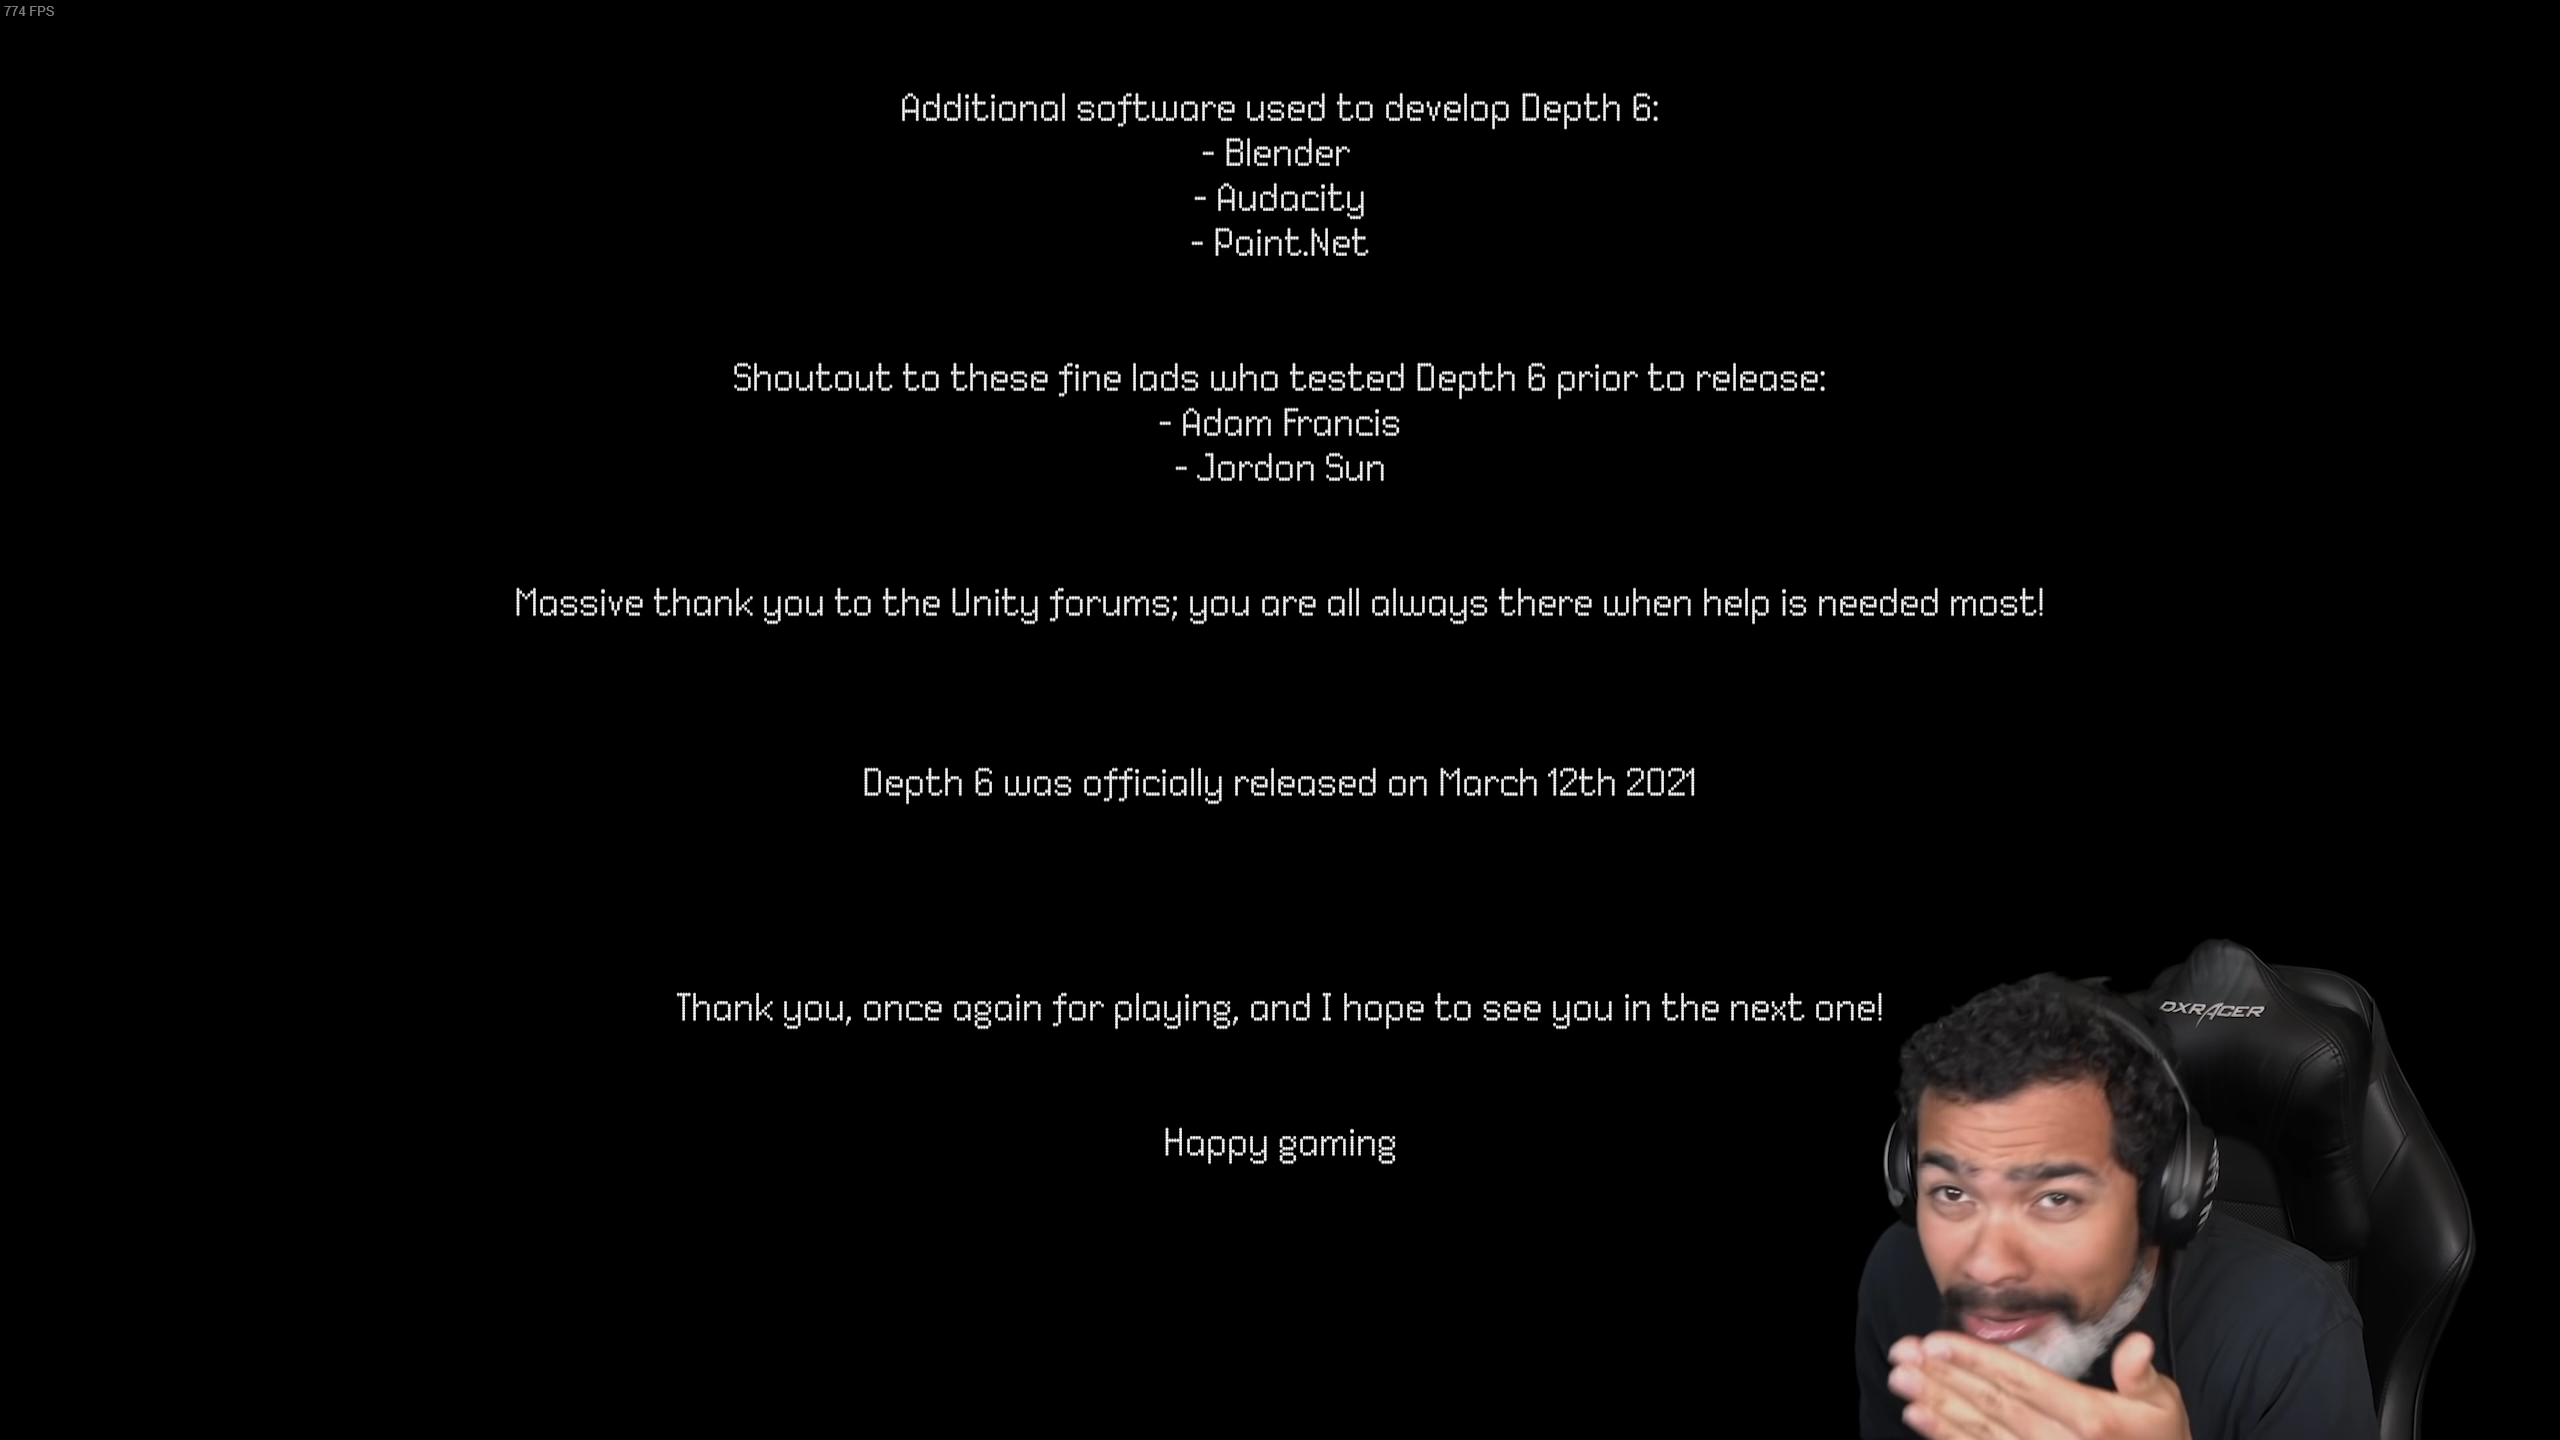 774 FPS
Additional software used to develop Depth 6:
- Blender
- Audacity
- Paint.Net
Shoutout to these fine lads who tested Depth 6 prior to release:
- Adam Francis
- Jordon Sun
Massive thank you to the Unity forums; you are all always there when help is needed most!
Depth 6 was officially released on March 12th 2021
Thank you, once again for playing, and I hope to see you in the next one!
DXRACER
Happy gaming